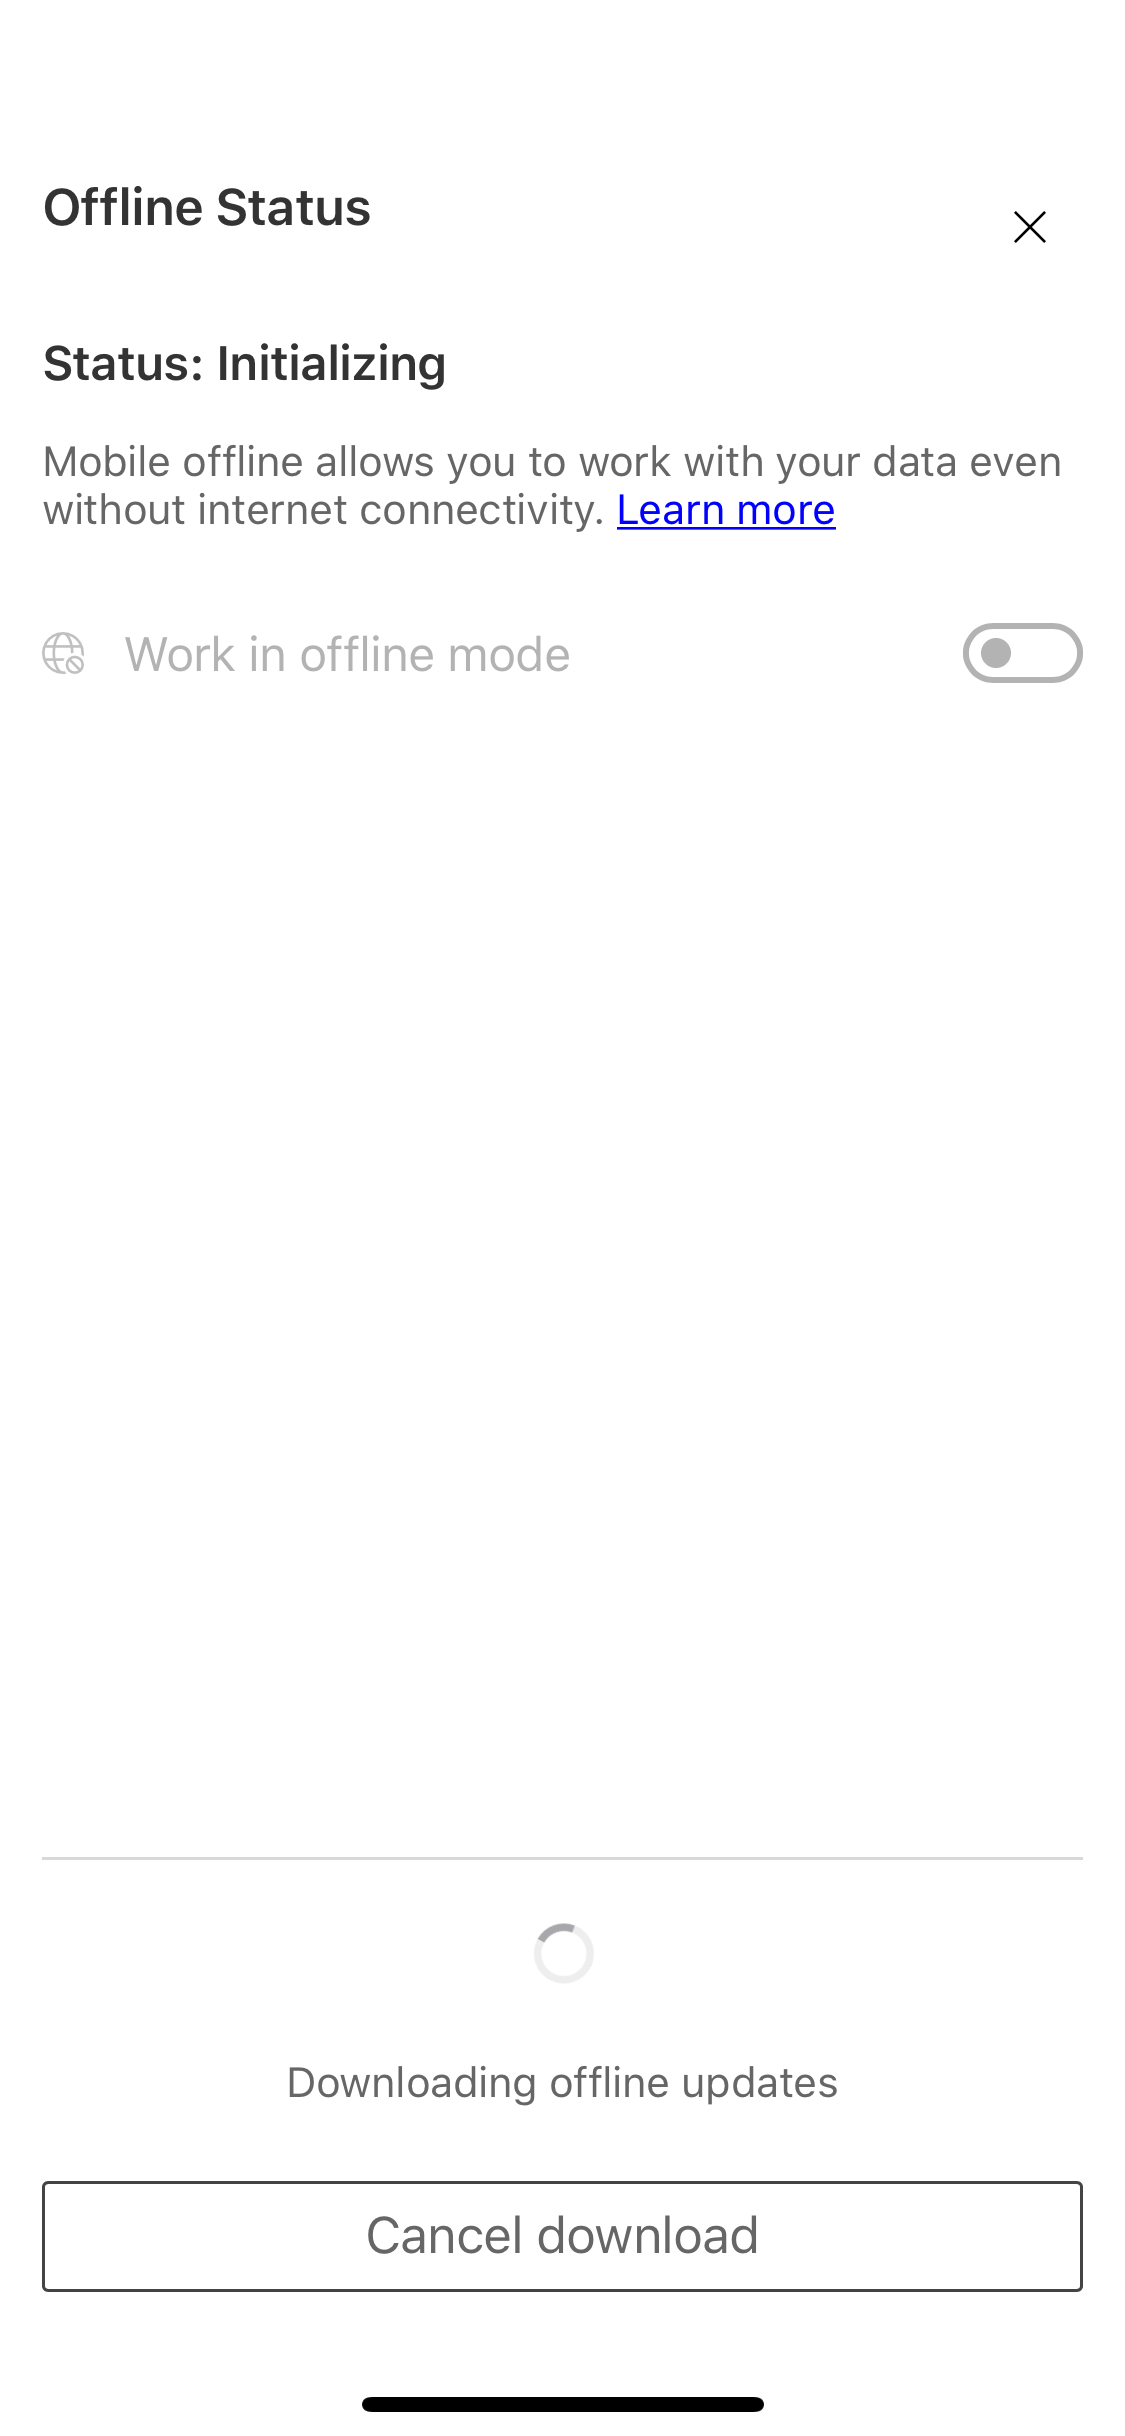 Offline Status
Status: Initializing
Mobile offline allows you to work with your data even
without internet connectivity. Learn more
Work in offline mode
Downloading offline updates
Cancel download